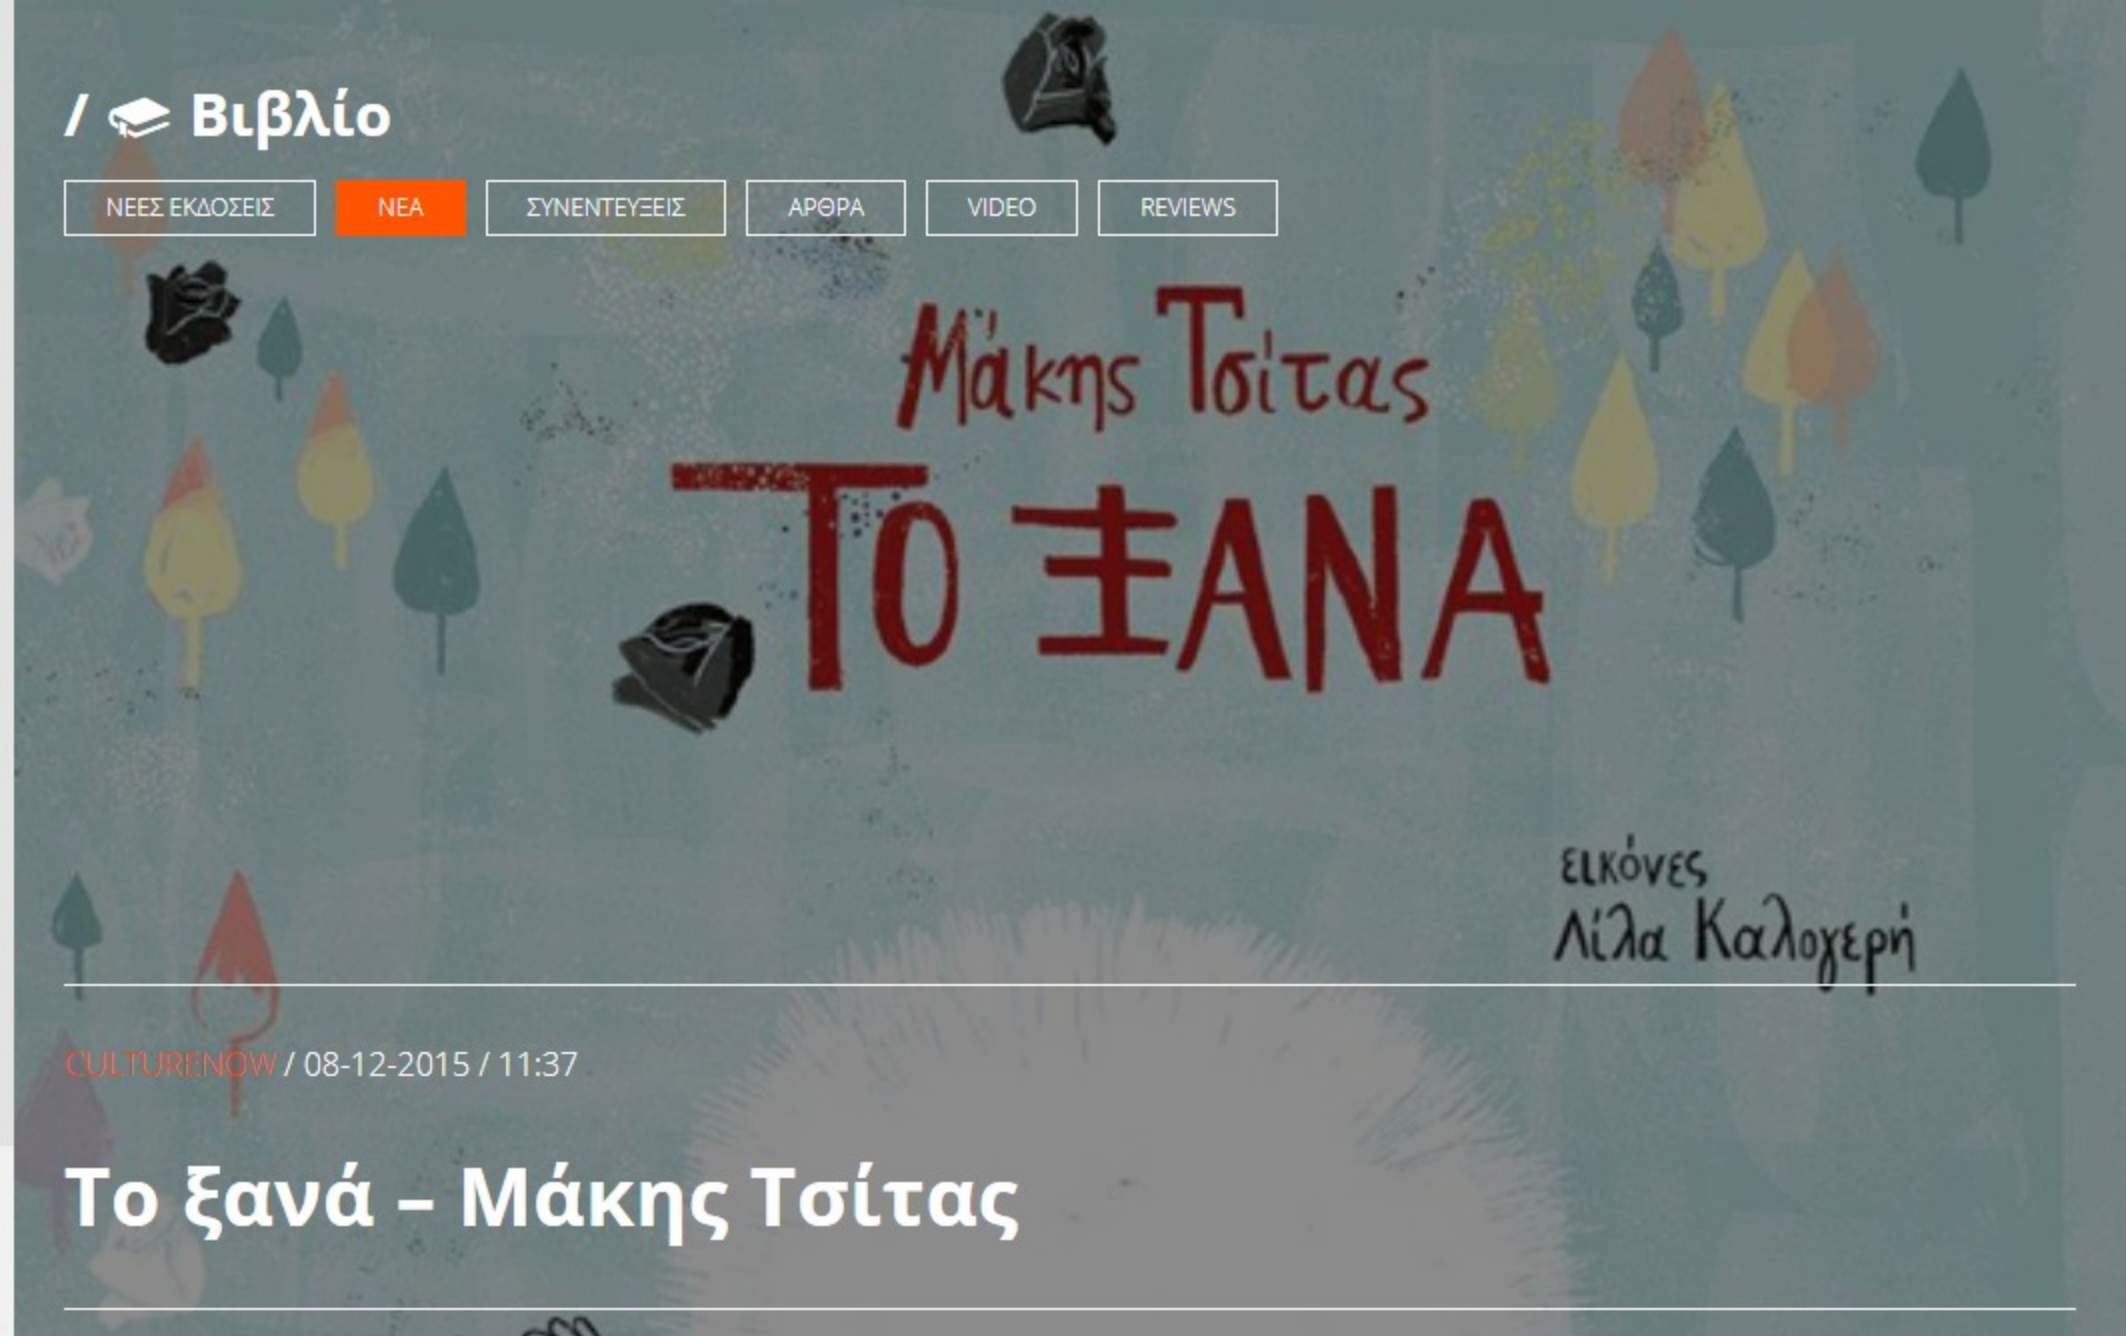 / Βιβλίο
ΝΕΕΣ ΕΚΔΟΣΕΙΣ ΝΕΑ ΣΥΝΕΝΤΕΥΞΕΙΣ ΑΡΘΡΑ VIDEO REVIEWS
Μάκης Τσίτας
ΤΟ ΞΑΝΑ
εικόνες
Λίλα Καλογερή
CULTURENOW / 08-12-2015 / 11:37
Το ξανά – Μάκης Τσίτας